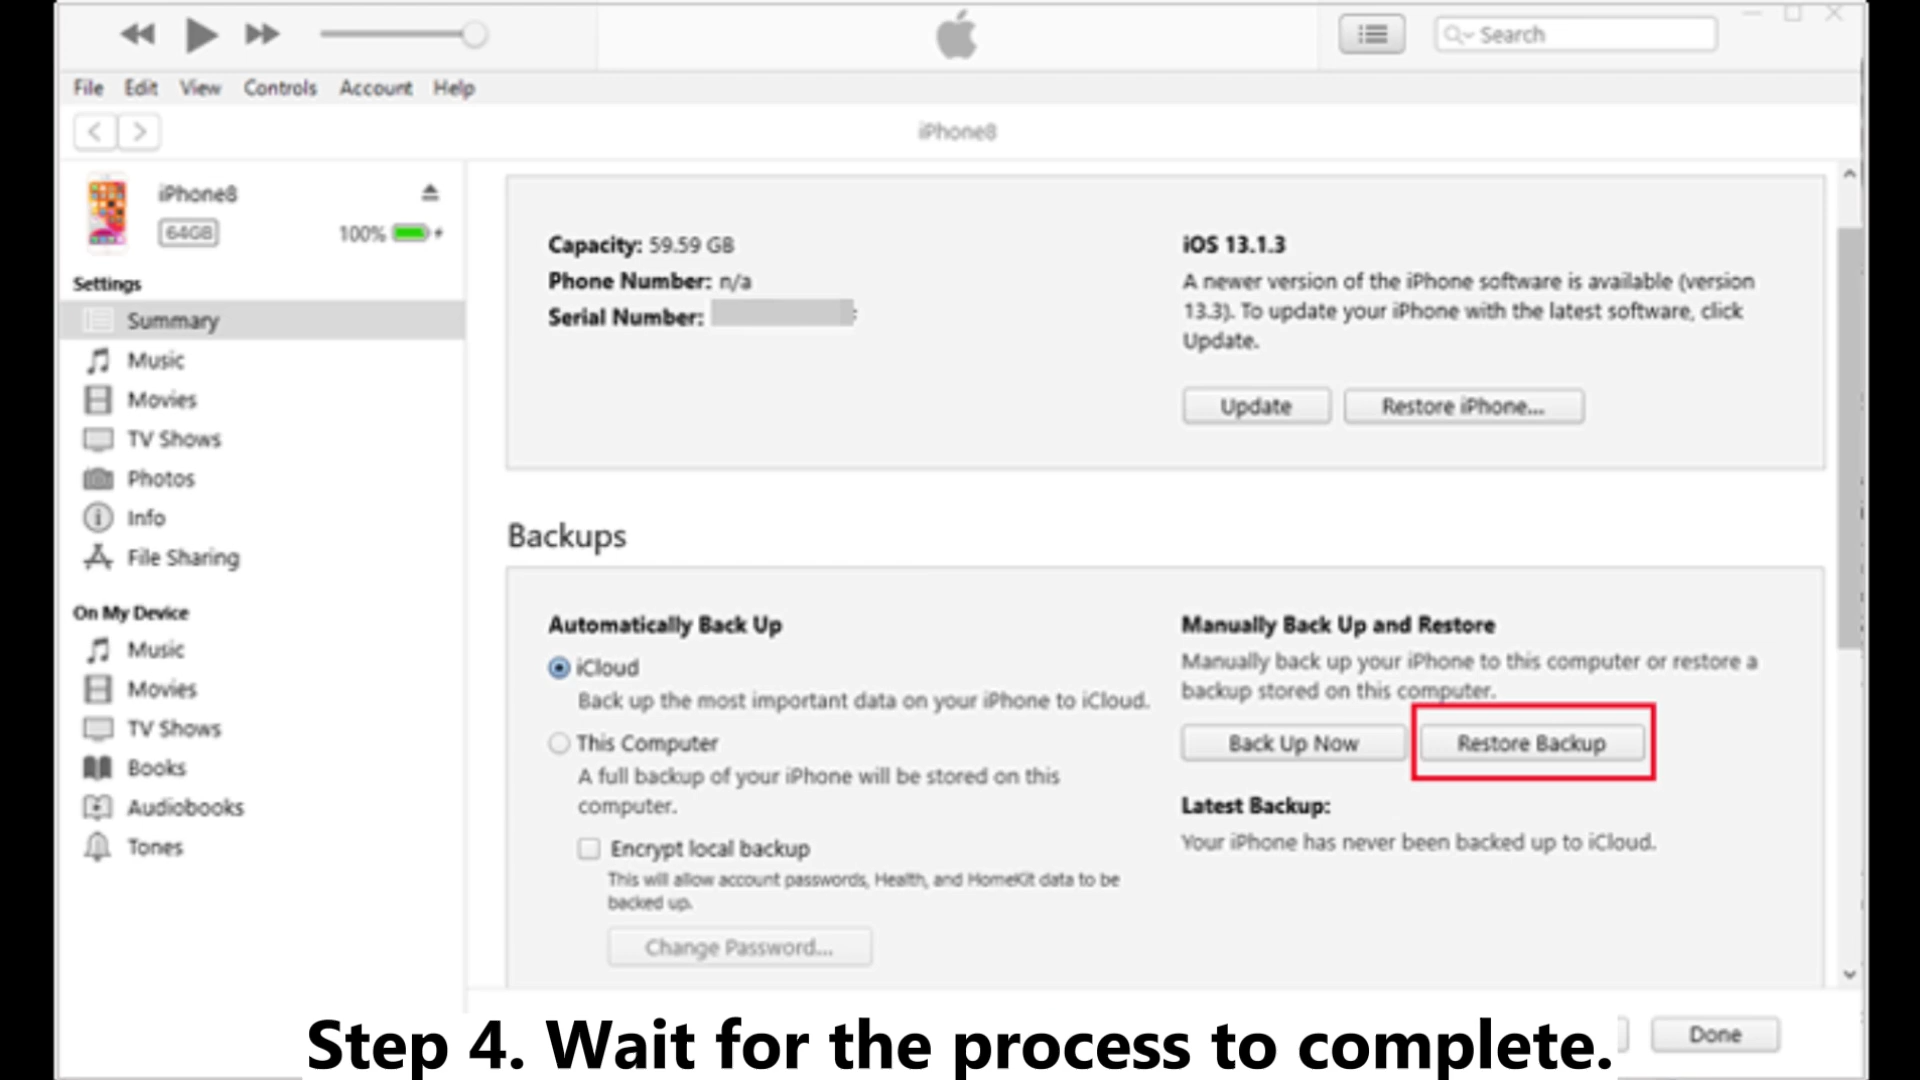 Search
File Edit View Controls Account Help
iPhone8
iPhone8
64GB 100%
Settings
Summary
Music
Movies
TV Shows
Photos
Info
File Sharing
On My Device
Music
Movies
TV Shows
Books
Audiobooks
Tones
Capacity: 59.59 GB
Phone Number: n/a
Serial Number:
iOS 13.1.3
A newer version of the iPhone software is available (version
13.3). To update your iPhone with the latest software, click
Update.
Update Restore iPhone...
Backups
Automatically Back Up
iCloud
Back up the most important data on your iPhone to iCloud.
This Computer
A full backup of your iPhone will be stored on this
computer.
Encrypt local backup
This will allow account passwords, Health, and HomeKit data to be
backed up.
Change Password...
Manually Back Up and Restore
Manually back up your iPhone to this computer or restore a
backup stored on this computer.
Back Up Now Restore Backup
Latest Backup:
Your iPhone has never been backed up to iCloud.
Done
Step 4. Wait for the process to complete.